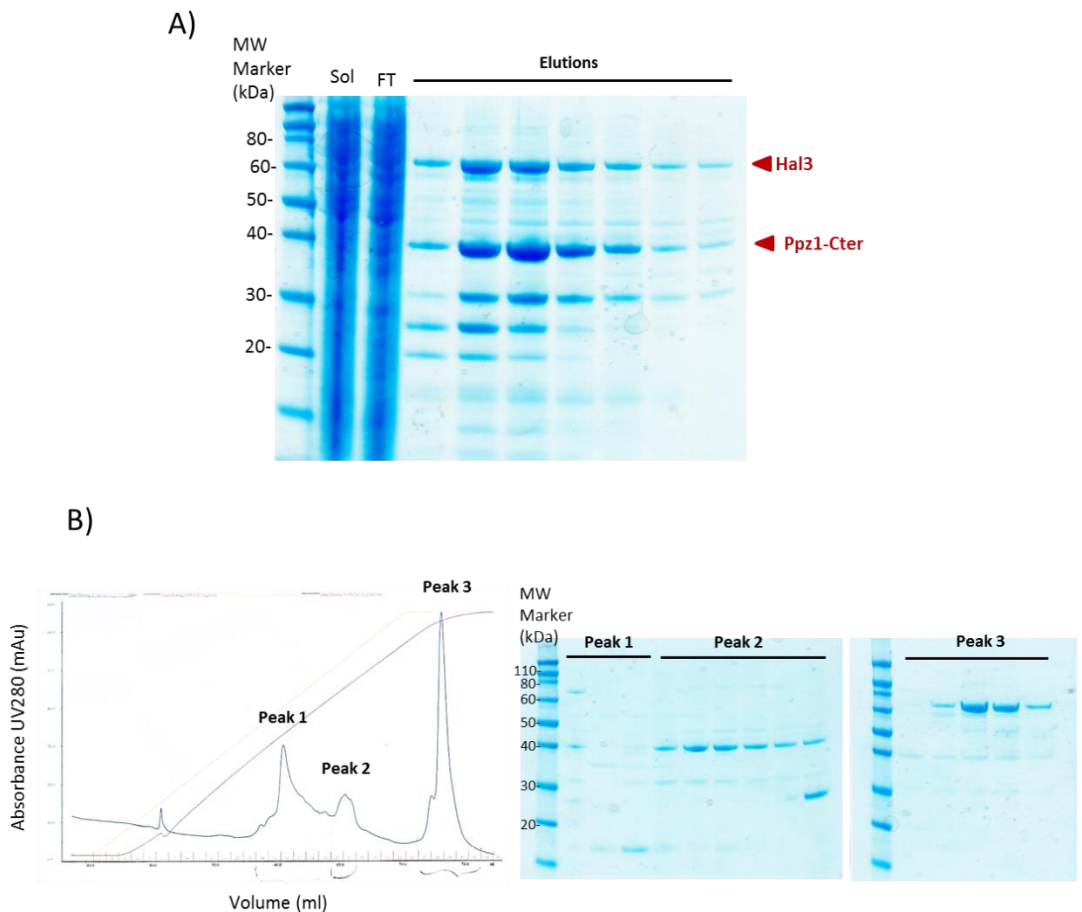 A)
MW
Marker
(kDa)
Sol
FT
Elutions
80-
60-
50-
40-
30-
20-
Hal3
Ppz1-Cter
B)
Absorbance UV280 (mAu)
Peak 1
Peak 2
Peak 3
Volume (ml)
MW
Marker
(kDa)
Peak 1
Peak 2
Peak 3
110-
80-
60-
50-
40-
30-
20-